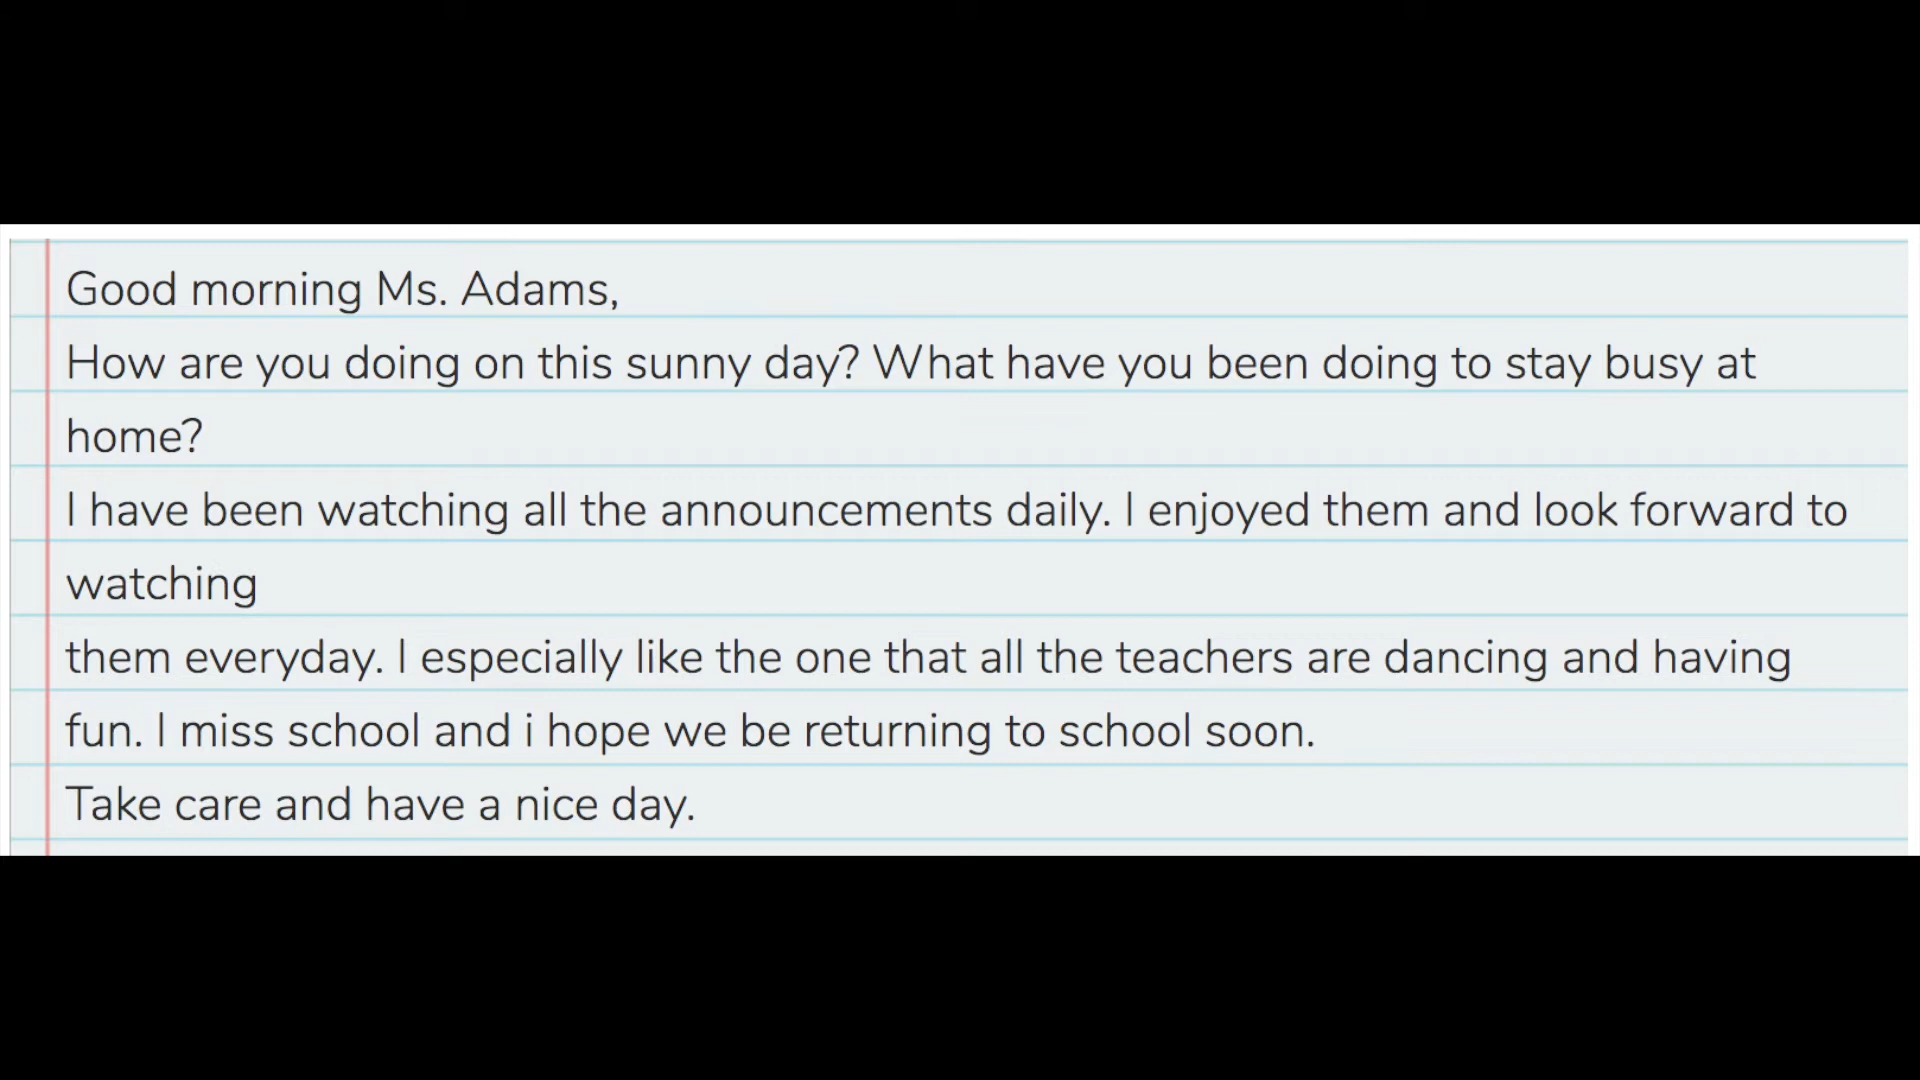 Good morning Ms. Adams,
How are you doing on this sunny day? What have you been doing to stay busy at
home?
I have been watching all the announcements daily. I enjoyed them and look forward to
watching
them everyday. I especially like the one that all the teachers are dancing and having
fun. I miss school and i hope we be returning to school soon.
Take care and have a nice day.